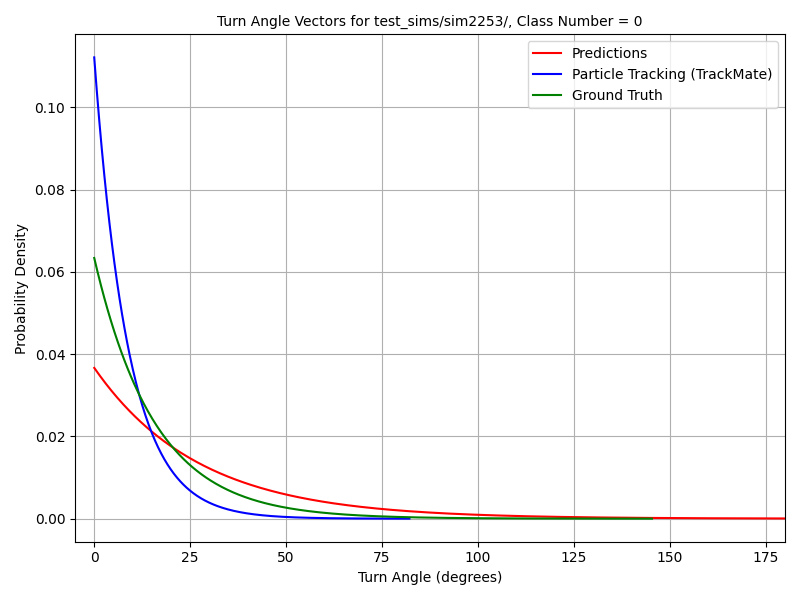 Turn Angle Vectors for test_sims/sim2253/, Class Number = 0
Predictions
Particle Tracking (TrackMate)
Ground Truth
Probability Density
0.10
0.08
0.06
0.04
0.02
0.00
0 25 50 75 100 125 150 175
Turn Angle (degrees)